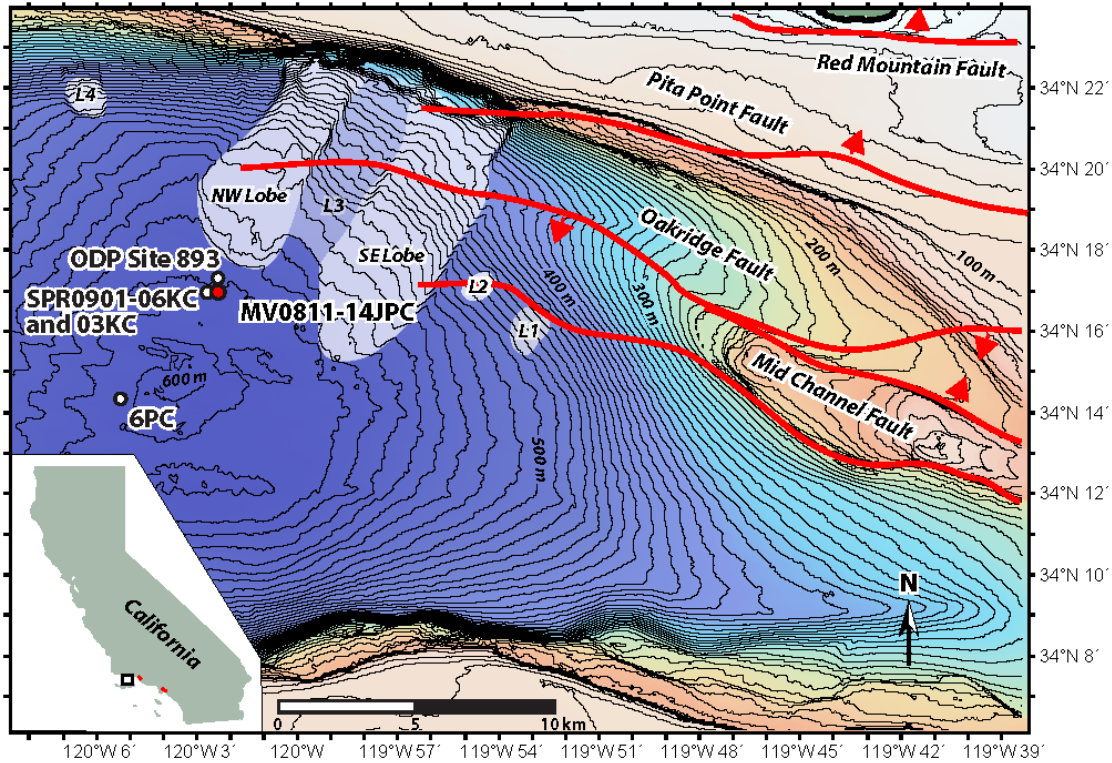 L4
Red Mountain Fault
Pita Point Fault
34°N 22´
34°N 20´
NW Lobe
L3
Oakridge Fault
200 m
100 m
34°N 18´
SE Lobe
ODP Site 893
SPR0901-06KC
and 03KC
MV0811-14JPC
L2
400 m
300 m
L1
34°N 16´
600 m
Mid Channel Fault
6PC
34°N 14´
500 m
34°N 12´
34°N 10´
N
California
34°N 8´
0
5
10 km
120°W 6´
120°W 3´
120°W
119°W 57´
119°W 54´
119°W 51´
119°W 48´
119°W 45´
119°W 42´
119°W 39´